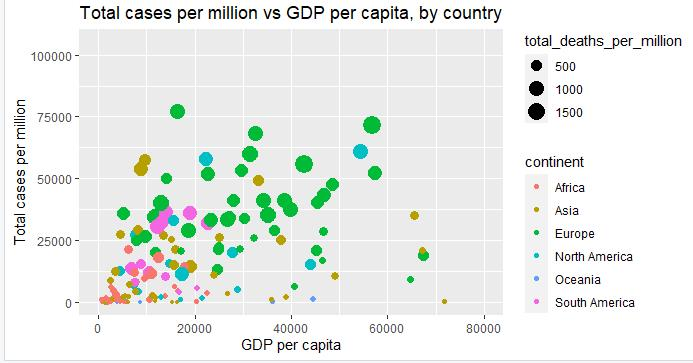 Total cases per million vs GDP per capita, by country
Total cases per million
100000
75000
50000
25000
0
0 20000 40000 60000 80000
GDP per capita
total_deaths_per_million
500
1000
1500
continent
Africa
Asia
Europe
North America
Oceania
South America